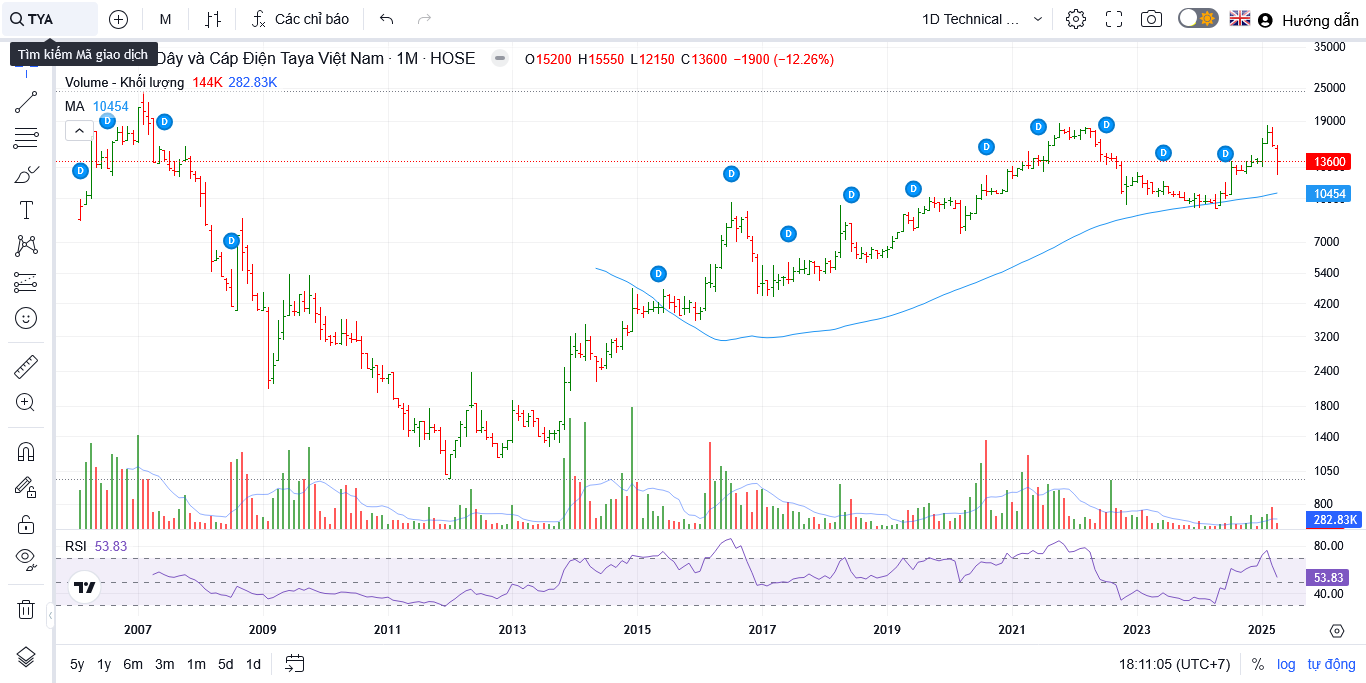 TYA M Các chỉ báo 1D Technical ... Hướng dẫn
Tìm kiếm Mã giao dịch
Dây và Cáp Điện Taya Việt Nam · 1M · HOSE O15200 H15550 L12150 C13600 −1900 (−12.26%)
Volume - Khối lượng 144K 282.83K
MA 10454
D D D D D D D D D D D D D D
35000
25000
19000
13600
10454
7000
5400
4200
3200
2400
1800
1400
1050
800
282.83K
RSI 53.83
80.00
53.83
40.00
2007 2009 2011 2013 2015 2017 2019 2021 2023 2025
5y 1y 6m 3m 1m 5d 1d 18:11:05 (UTC+7) % log tự động